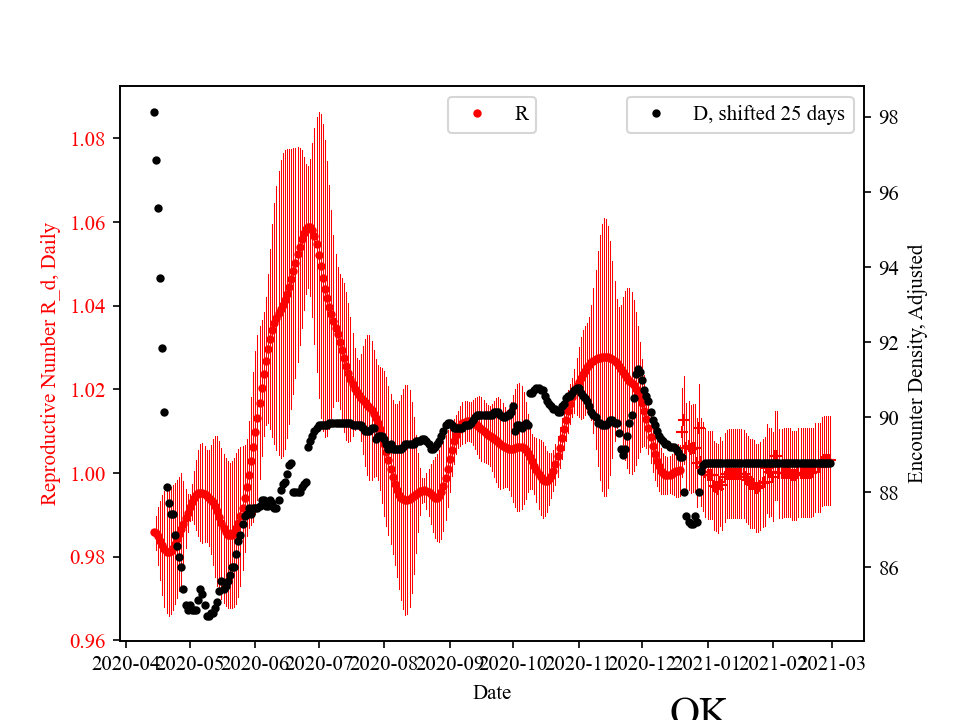 R
D, shifted 25 days
1.08
1.06
1.04
1.02
1.00
0.98
0.96
Reproductive Number R_d, Daily
98
96
94
92
90
88
86
Encounter Density, Adjusted
2020-04 2020-05 2020-06 2020-07 2020-08 2020-09 2020-10 2020-11 2020-12 2021-01 2021-02 2021-03
Date
OK